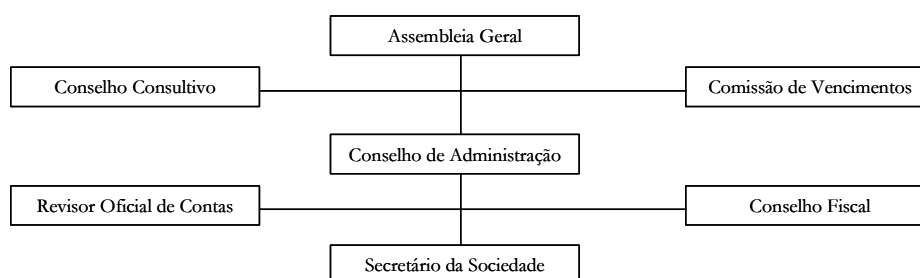 Assembleia Geral
Conselho Consultivo
Comissão de Vencimentos
Conselho de Administração
Revisor Oficial de Contas
Conselho Fiscal
Secretário da Sociedade